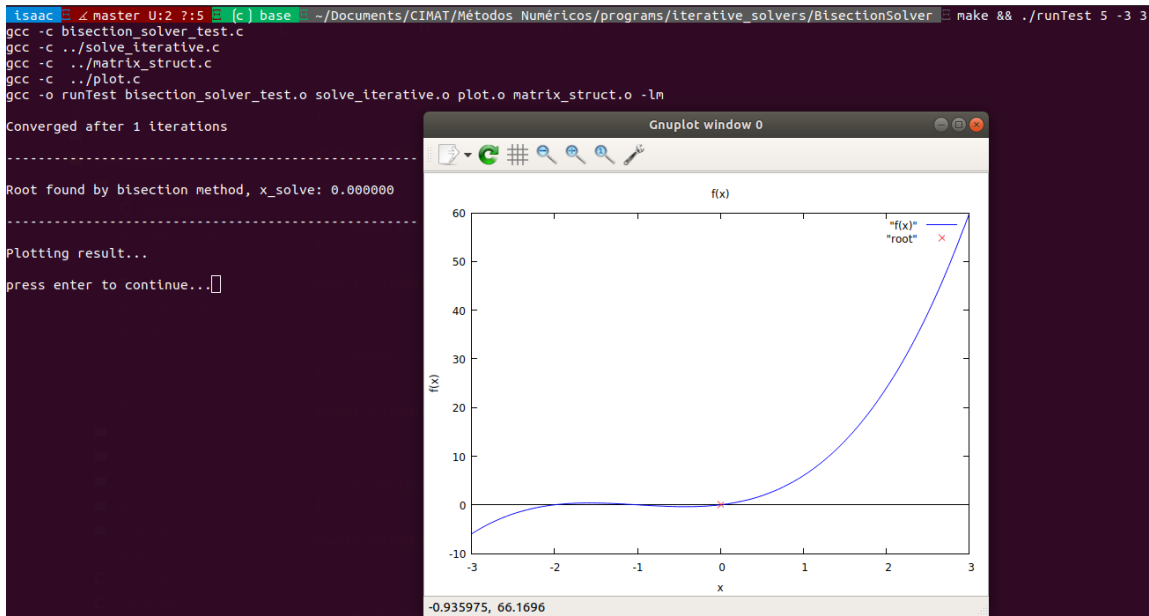 isaac master U:2 ?:5 (c) base ~/Documents/CIMAT/Métodos Numéricos/programs/iterative_solvers/BisectionSolver make && ./runTest 5 -3 3
gcc -c bisection_solver_test.c
gcc -c ../solve_iterative.c
gcc -c  ../matrix_struct.c
gcc -c  ../plot.c
gcc -o runTest bisection_solver_test.o solve_iterative.o plot.o matrix_struct.o -lm
Converged after 1 iterations
----------------------------------------------------
Root found by bisection method, x_solve: 0.000000
----------------------------------------------------
Plotting result...
press enter to continue...
Gnuplot window 0
f(x)
"f(x)"
"root"
60
50
40
30
20
10
0
-10
f(x)
-3 -2 -1 0 1 2 3
x
-0.935975, 66.1696